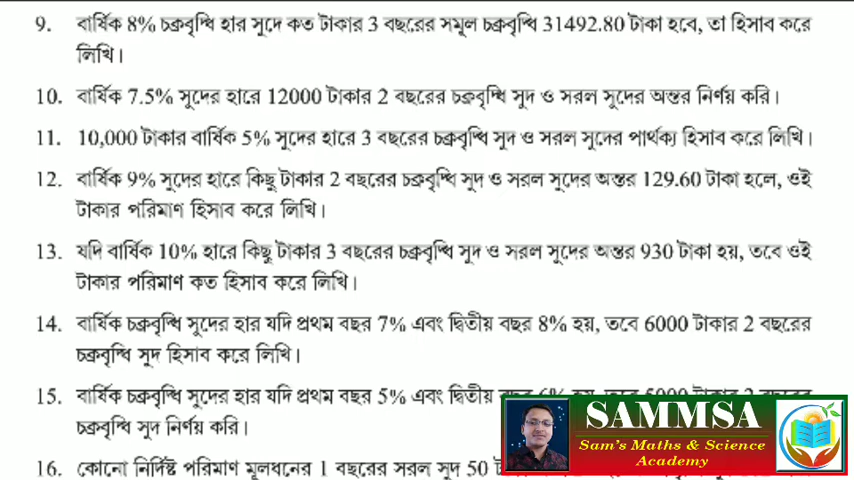 9. বার্ষিক 8% চক্রবৃদ্ধি হার সুদে কত টাকার 3 বছরের সমূল চক্রবৃদ্ধি 31492.80 টাকা হবে, তা হিসাব করে
লিখি।
10. বার্ষিক 7.5% সুদের হারে 12000 টাকার 2 বছরের চক্রবৃদ্ধি সুদ ও সরল সুদের অন্তর নির্ণয় করি।
11. 10,000 টাকার বার্ষিক 5% সুদের হারে 3 বছরের চক্রবৃদ্ধি সুদ ও সরল সুদের পার্থক্য হিসাব করে লিখি।
12. বার্ষিক 9% সুদের হারে কিছু টাকার 2 বছরের চক্রবৃদ্ধি সুদ ও সরল সুদের অন্তর 129.60 টাকা হলে, ওই
টাকার পরিমাণ হিসাব করে লিখি।
13. যদি বার্ষিক 10% হারে কিছু টাকার 3 বছরের চক্রবৃদ্ধি সুদ ও সরল সুদের অন্তর 930 টাকা হয়, তবে ওই
টাকার পরিমাণ কত হিসাব করে লিখি।
14. বার্ষিক চক্রবৃদ্ধি সুদের হার যদি প্রথম বছর 7% এবং দ্বিতীয় বছর 8% হয়, তবে 6000 টাকার 2 বছরের
চক্রবৃদ্ধি সুদ হিসাব করে লিখি।
15. বার্ষিক চক্রবৃদ্ধি সুদের হার যদি প্রথম বছর 5% এবং দ্বিতীয়
চক্রবৃদ্ধি সুদ নির্ণয় করি।
16. কোনো নির্দিষ্ট পরিমাণ মূলধনের 1 বছরের সরল সুদ 50
SAMMSA
Sam's Maths & Science
Academy